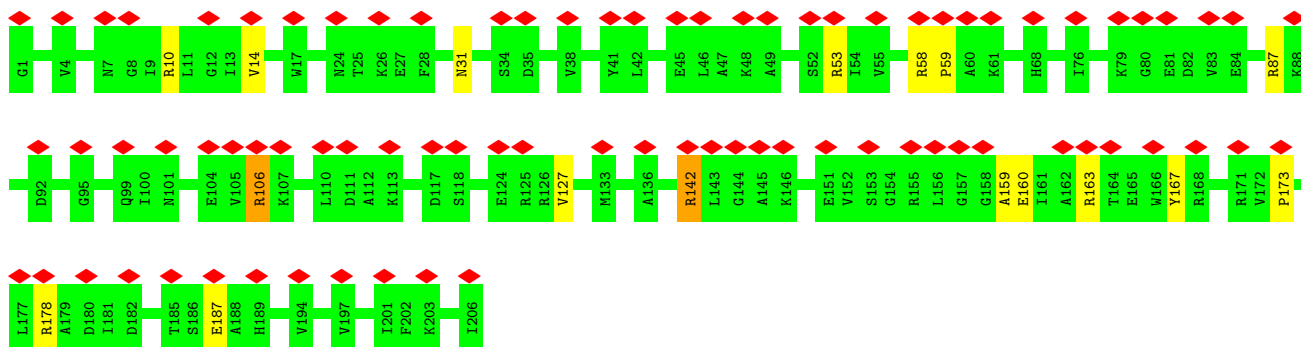 G1 V4 N7 G8 I9 R10 L11 G12 I13 V14 W17 N24 T25 K26 E27 F28 N31 S34 D35 V38 Y41 L42 E45 L46 A47 K48 A49 S52 R53 I54 V55 R58 P59 A60 K61 H68 I76 K79 G80 E81 D82 V83 E84 R87 K88
D92 G95 Q99 I100 N101 E104 V105 R106 K107 L110 D111 A112 K113 D117 S118 E124 R125 R126 V127 M133 A136 R142 L143 G144 A145 K146 E151 V152 S153 G154 R155 L156 G157 G158 A159 E160 I161 A162 R163 T164 E165 W166 Y167 R168 R171 V172 P173
L177 R178 A179 D180 I181 D182 T185 S186 E187 A188 H189 V194 V197 I201 F202 K203 I206